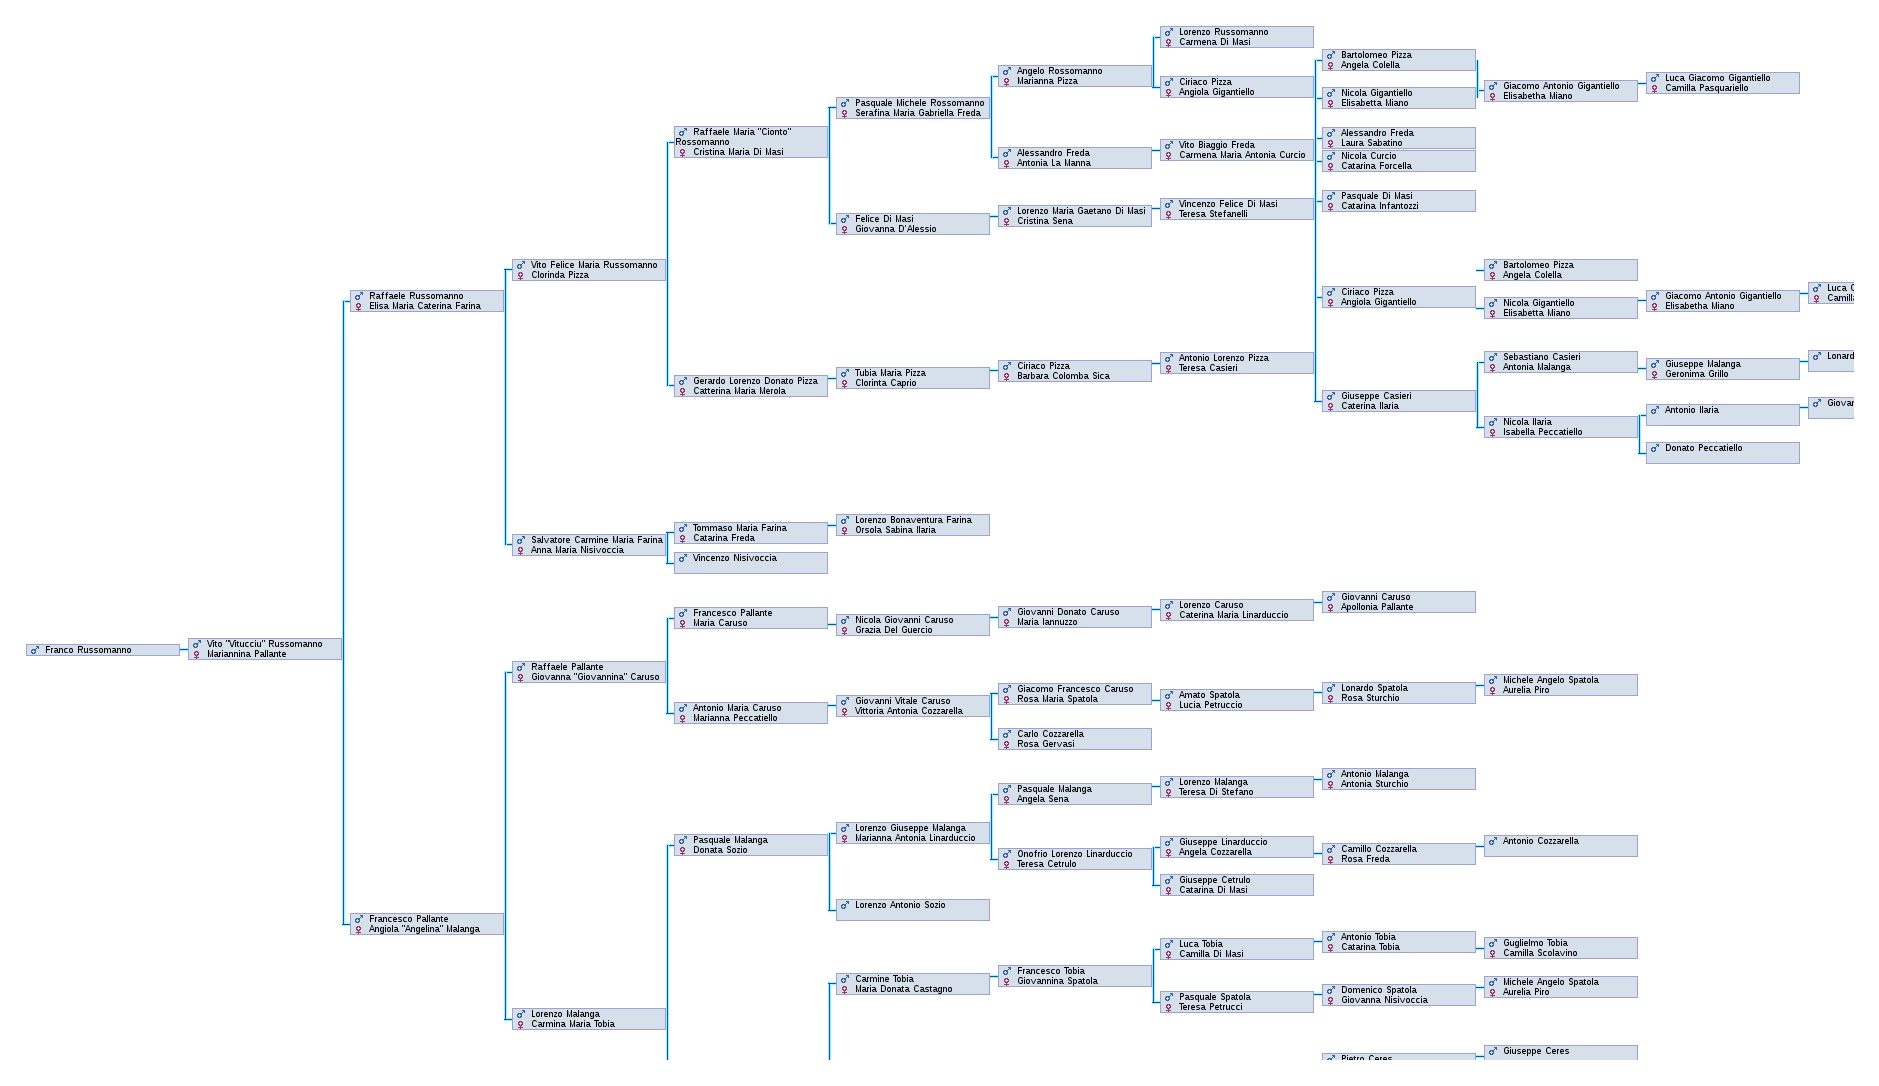 Franco Russomanno
Vito "Vitucciu" Russomanno
Mariannina Pallante
Raffaele Russomanno
Elisa Maria Caterina Farina
Francesco Pallante
Angiola "Angelina" Malanga
Vito Felice Maria Russomanno
Clorinda Pizza
Salvatore Carmine Maria Farina
Anna Maria Nisivoccia
Raffaele Pallante
Giovanna "Giovannina" Caruso
Lorenzo Malanga
Carmina Maria Tobia
Raffaele Maria "Cionto"
Rossomanno
Cristina Maria Di Masi
Gerardo Lorenzo Donato Pizza
Catterina Maria Merola
Tommaso Maria Farina
Catarina Freda
Vincenzo Nisivoccia
Francesco Pallante
Maria Caruso
Antonio Maria Caruso
Marianna Peccatiello
Pasquale Malanga
Donata Sozio
Pasquale Michele Rossomanno
Serafina Maria Gabriella Freda
Felice Di Masi
Giovanna D'Alessio
Tubia Maria Pizza
Clorinta Caprio
Lorenzo Bonaventura Farina
Orsola Sabina Ilaria
Nicola Giovanni Caruso
Grazia Del Guercio
Giovanni Vitale Caruso
Vittoria Antonia Cozzarella
Lorenzo Giuseppe Malanga
Marianna Antonia Linarduccio
Lorenzo Antonio Sozio
Carmine Tobia
Maria Donata Castagno
Angelo Rossomanno
Marianna Pizza
Alessandro Freda
Antonia La Manna
Lorenzo Maria Gaetano Di Masi
Cristina Sena
Ciriaco Pizza
Barbara Colomba Sica
Giovanni Donato Caruso
Maria Iannuzzo
Giacomo Francesco Caruso
Rosa Maria Spatola
Carlo Cozzarella
Rosa Gervasi
Pasquale Malanga
Angela Sena
Onofrio Lorenzo Linarduccio
Teresa Cetrulo
Francesco Tobia
Giovannina Spatola
Lorenzo Russomanno
Carmena Di Masi
Ciriaco Pizza
Angiola Gigantiello
Vito Biaggio Freda
Carmena Maria Antonia Curcio
Vincenzo Felice Di Masi
Teresa Stefanelli
Antonio Lorenzo Pizza
Teresa Casieri
Lorenzo Caruso
Caterina Maria Linarduccio
Amato Spatola
Lucia Petruccio
Lorenzo Malanga
Teresa Di Stefano
Giuseppe Linarduccio
Angela Cozzarella
Giuseppe Cetrulo
Catarina Di Masi
Luca Tobia
Camilla Di Masi
Pasquale Spatola
Teresa Petrucci
Bartolomeo Pizza
Angela Colella
Nicola Gigantiello
Elisabetta Miano
Alessandro Freda
Laura Sabatino
Nicola Curcio
Catarina Forcella
Pasquale Di Masi
Catarina Infantozzi
Ciriaco Pizza
Angiola Gigantiello
Giuseppe Casieri
Caterina Ilaria
Giovanni Caruso
Apollonia Pallante
Lonardo Spatola
Rosa Sturchio
Antonio Malanga
Antonia Sturchio
Camillo Cozzarella
Rosa Freda
Antonio Tobia
Catarina Tobia
Domenico Spatola
Giovanna Nisivoccia
Pietro Ceres
Giacomo Antonio Gigantiello
Elisabetha Miano
Bartolomeo Pizza
Angela Colella
Nicola Gigantiello
Elisabetta Miano
Sebastiano Casieri
Antonia Malanga
Nicola Ilaria
Isabella Peccatiello
Michele Angelo Spatola
Aurelia Piro
Antonio Cozzarella
Guglielmo Tobia
Camilla Scolavino
Michele Angelo Spatola
Aurelia Piro
Giuseppe Ceres
Luca Giacomo Gigantiello
Camilla Pasquariello
Giacomo Antonio Gigantiello
Elisabetha Miano
Giuseppe Malanga
Geronima Grillo
Antonio Ilaria
Donato Peccatiello
Luca
Camill
Lonard
Giovan